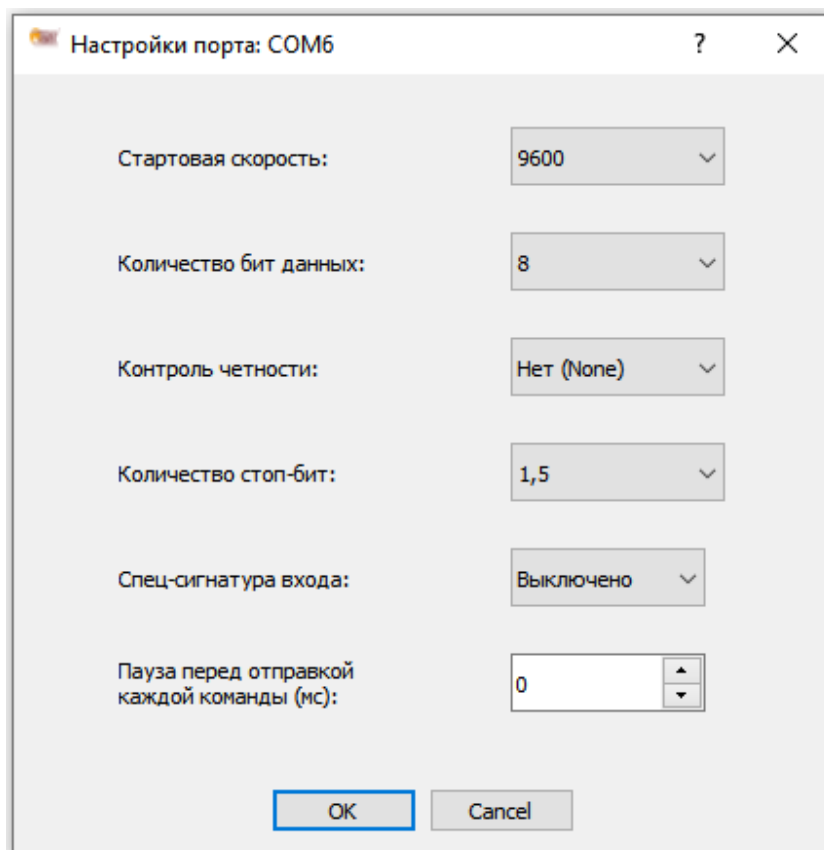 Настройки порта: COM6
?
Стартовая скорость:
9600
Количество бит данных:
8
Контроль четности:
Нет (None)
Количество стоп-бит:
1,5
Спец-сигнатура входа:
Выключено
Пауза перед отправкой
каждой команды (мс):
0
OK
Cancel